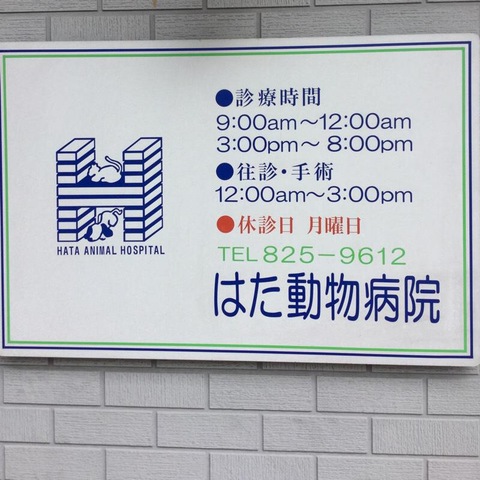 ●診療時間
9:00am～12:00am
3:00pm～8:00pm
●往診・手術
12:00am～3:00pm
●休診日 月曜日
TEL 825-9612
はた動物病院
HATA ANIMAL HOSPITAL